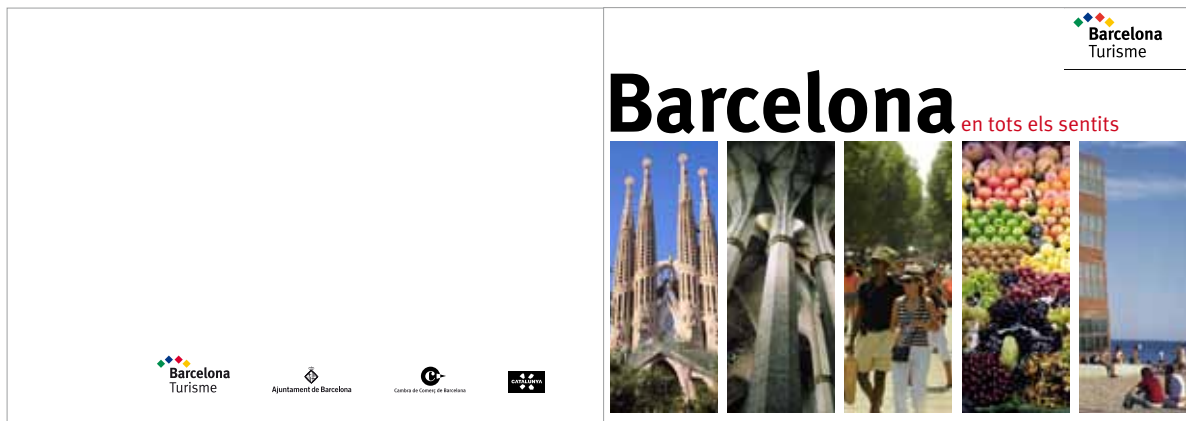 Barcelona
Turisme
Barcelona en tots els sentits
Barcelona
Turisme
Ajuntament de Barcelona
Cambra de Comerç de Barcelona
CATALUNYA